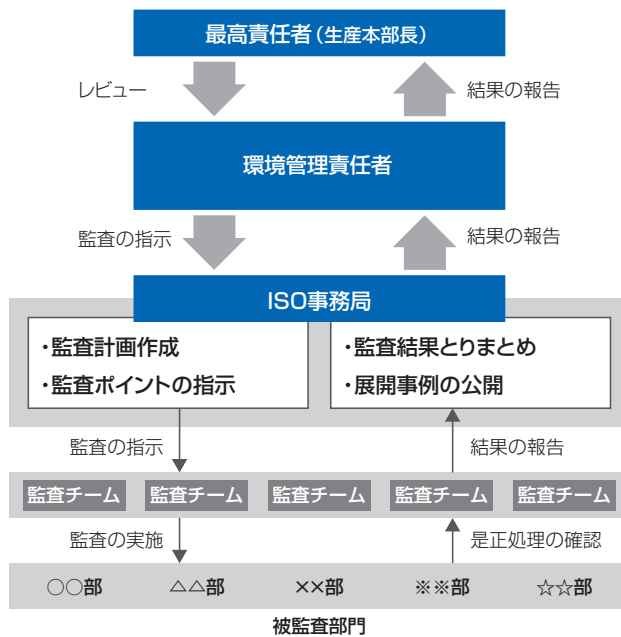 最高責任者（生産本部長）
レビュー
結果の報告
環境管理責任者
監査の指示
結果の報告
ISO事務局
・監査計画作成
・監査ポイントの指示
・監査結果とりまとめ
・展開事例の公開
監査の指示
結果の報告
監査チーム 監査チーム 監査チーム 監査チーム 監査チーム
監査の実施
是正処理の確認
○○部 △△部 ××部 ※※部 ☆☆部
被監査部門